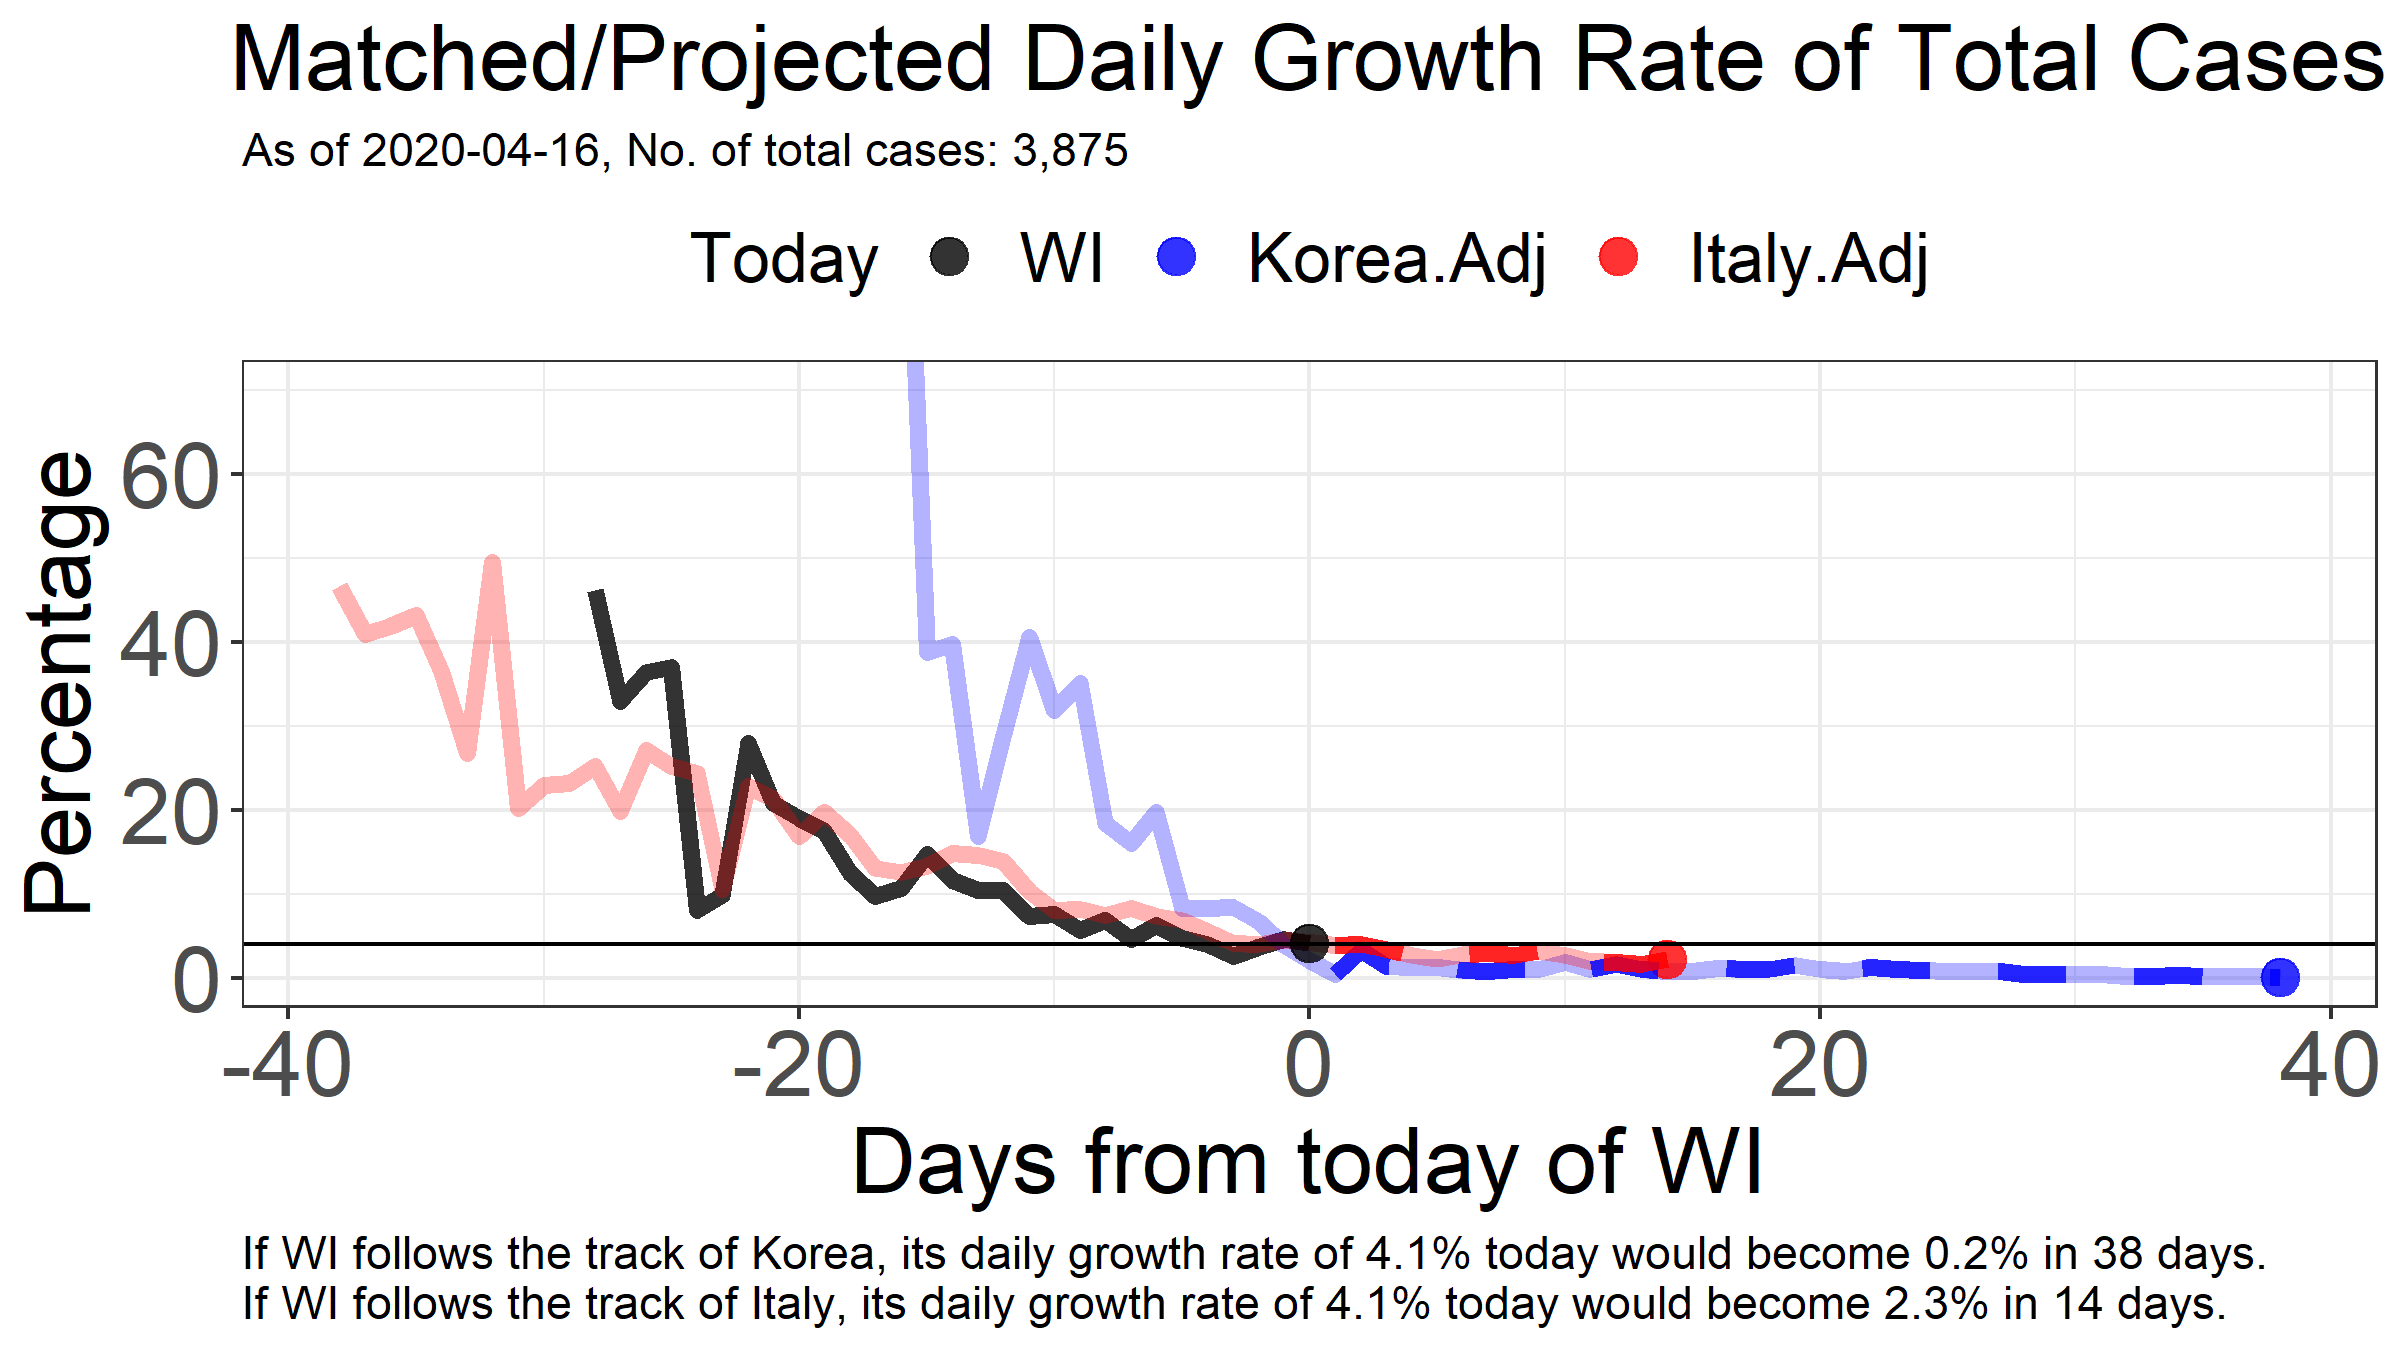 Matched/Projected Daily Growth Rate of Total Cases
As of 2020-04-16, No. of total cases: 3,875
Today WI Korea.Adj Italy.Adj
Percentage
60
40
20
0
-40 -20 0 20 40
Days from today of WI
If WI follows the track of Korea, its daily growth rate of 4.1% today would become 0.2% in 38 days.
If WI follows the track of Italy, its daily growth rate of 4.1% today would become 2.3% in 14 days.